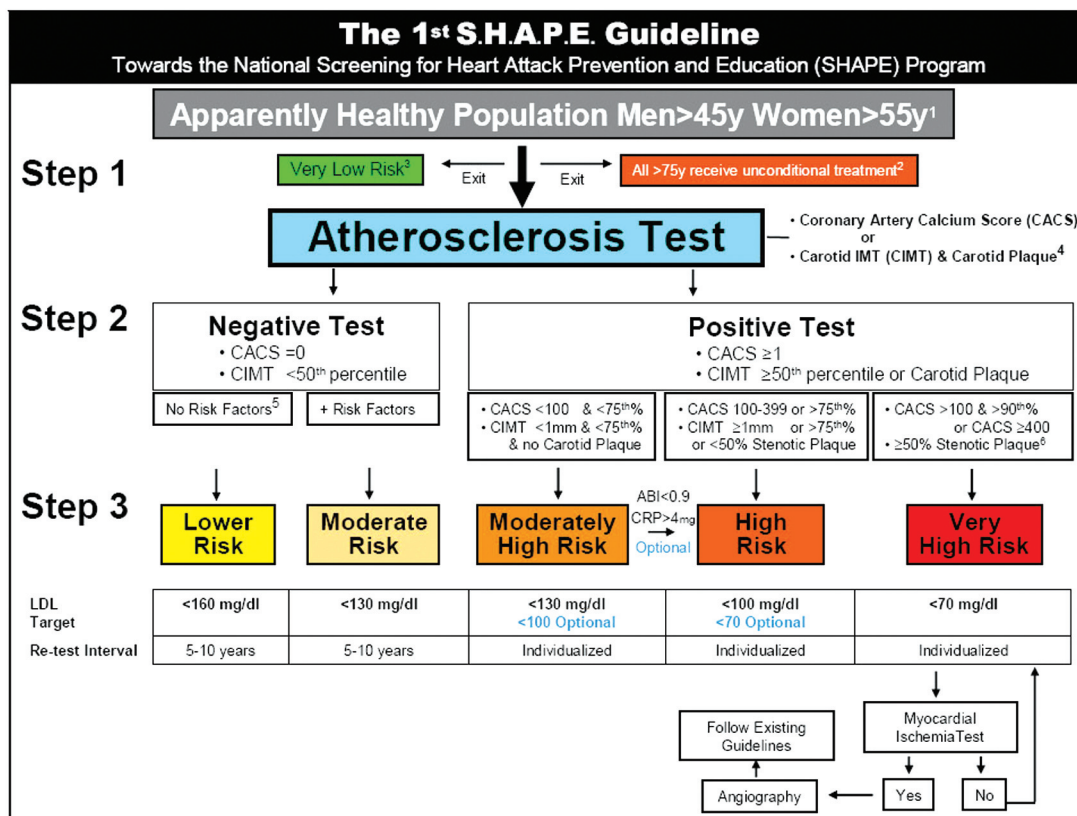 The 1st S.H.A.P.E. Guideline
Towards the National Screening for Heart Attack Prevention and Education (SHAPE) Program
Apparently Healthy Population Men>45y Women>55y1
Step 1
Very Low Risk3
Exit
Exit
All >75y receive unconditional treatment2
Atherosclerosis Test
• Coronary Artery Calcium Score (CACS)
or
• Carotid IMT (CIMT) & Carotid Plaque4
Step 2
Negative Test
• CACS =0
• CIMT <50th percentile
Positive Test
• CACS ≥1
• CIMT ≥50th percentile or Carotid Plaque
No Risk Factors5
+ Risk Factors
• CACS <100 & <75th%
• CIMT <1mm & <75th%
& no Carotid Plaque
• CACS 100-399 or >75th%
• CIMT ≥1mm or >75th%
or <50% Stenotic Plaque
• CACS >100 & >90th%
or CACS ≥400
• ≥50% Stenotic Plaque6
Step 3
Lower
Risk
Moderate
Risk
Moderately
High Risk
ABI<0.9
CRP>4mg
Optional
High
Risk
Very
High Risk
LDL
Target
<160 mg/dl
<130 mg/dl
<130 mg/dl
<100 Optional
<100 mg/dl
<70 Optional
<70 mg/dl
Re-test Interval
5-10 years
5-10 years
Individualized
Individualized
Individualized
Myocardial
IschemiaTest
Follow Existing
Guidelines
Angiography
Yes
No